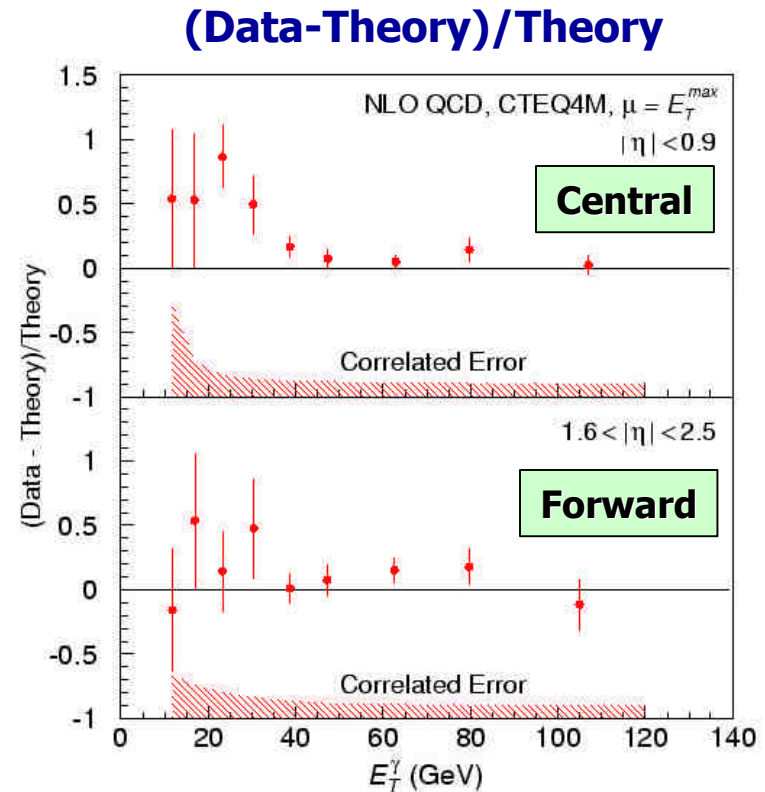 (Data-Theory)/Theory
NLO QCD, CTEQ4M, μ = E_T^max
|η| < 0.9
Central
Correlated Error
1.6 < |η| < 2.5
Forward
Correlated Error
(Data - Theory)/Theory
1.5
1
0.5
0
-0.5
-1
1
0.5
0
-0.5
-1
0 20 40 60 80 100 120 140
E_T^γ (GeV)